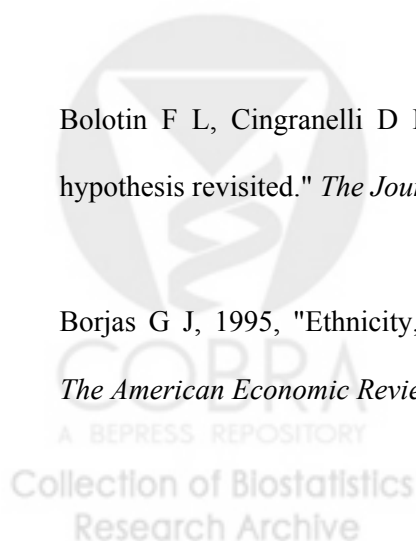 Bolotin F L, Cingranelli D
hypothesis revisited." The Jour
Borjas G J, 1995, "Ethnicity,
The American Economic Revie
COBRA
A BEPRESS REPOSITORY
Collection of Biostatistics
Research Archive